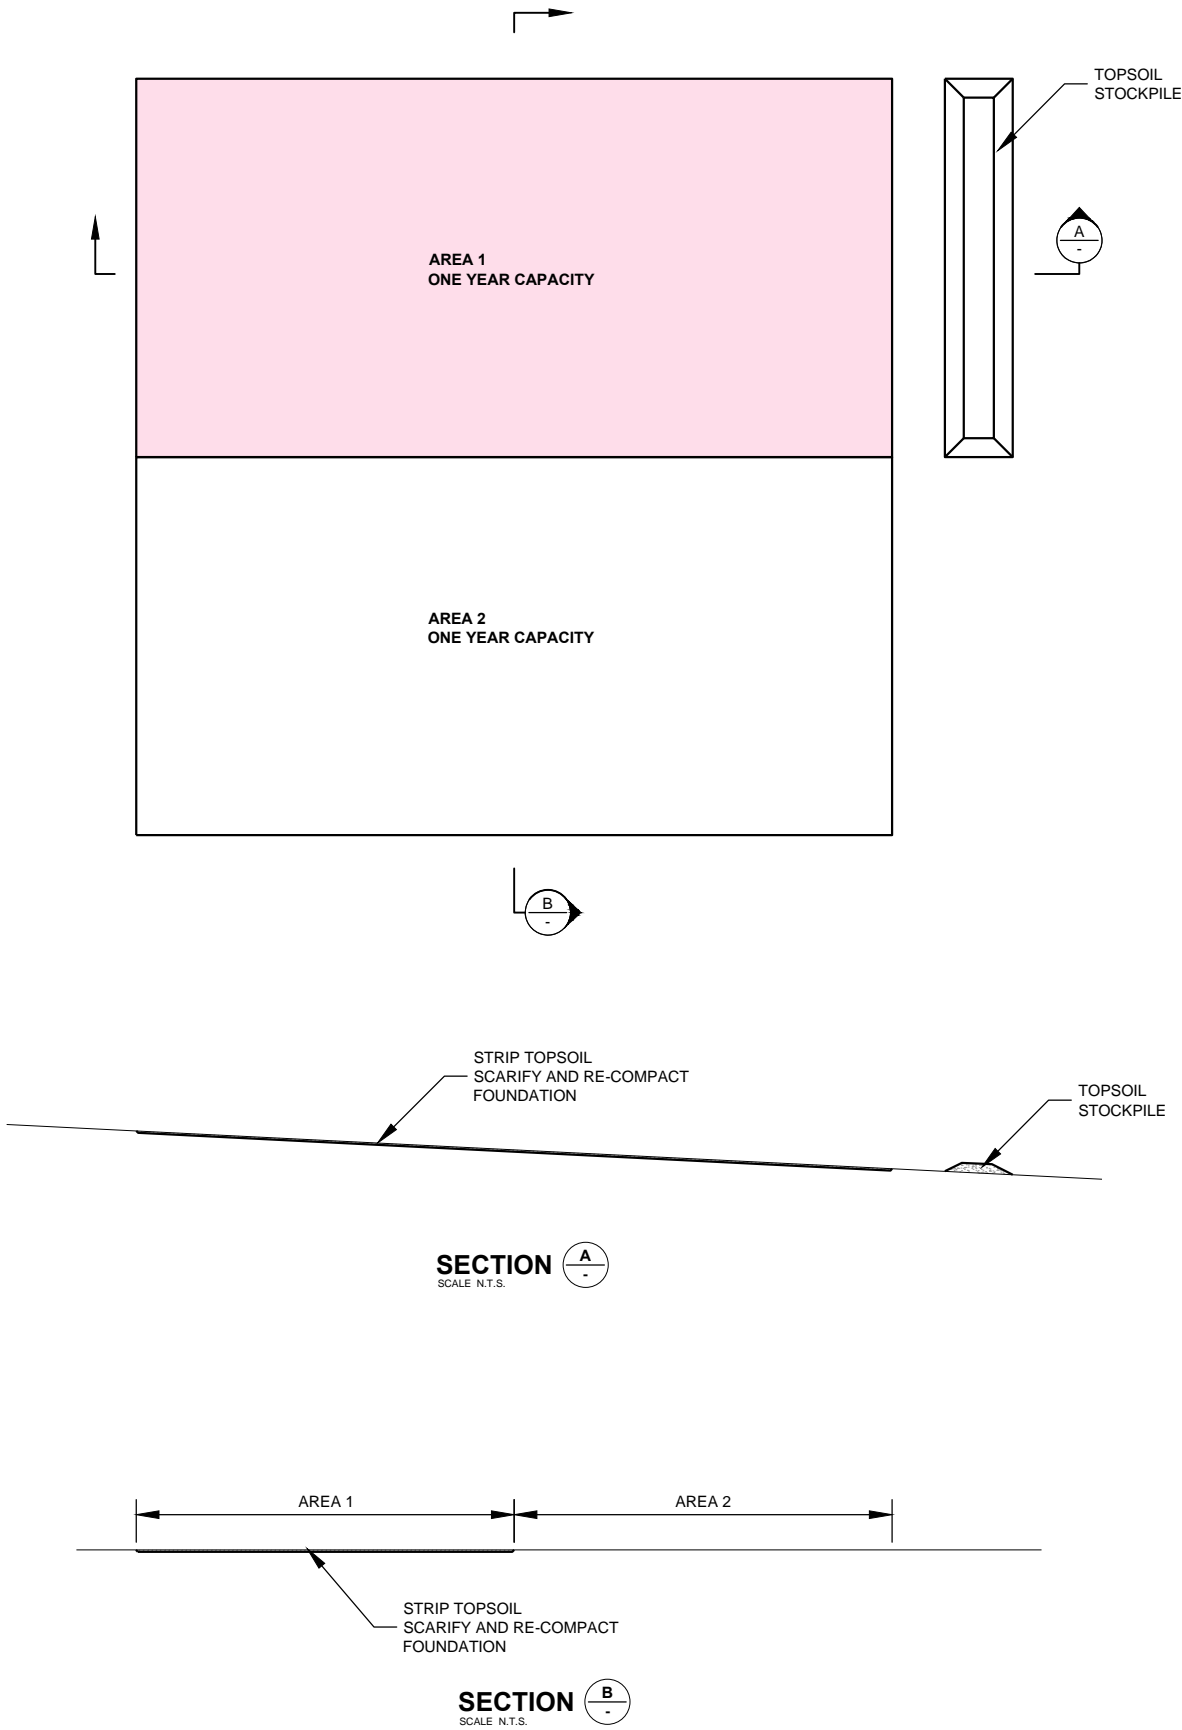 TOPSOIL
STOCKPILE
A
-
AREA 1
ONE YEAR CAPACITY
AREA 2
ONE YEAR CAPACITY
B
-
STRIP TOPSOIL
SCARIFY AND RE-COMPACT
FOUNDATION
TOPSOIL
STOCKPILE
SECTION A
-
SCALE N.T.S.
AREA 1
AREA 2
STRIP TOPSOIL
SCARIFY AND RE-COMPACT
FOUNDATION
SECTION B
-
SCALE N.T.S.